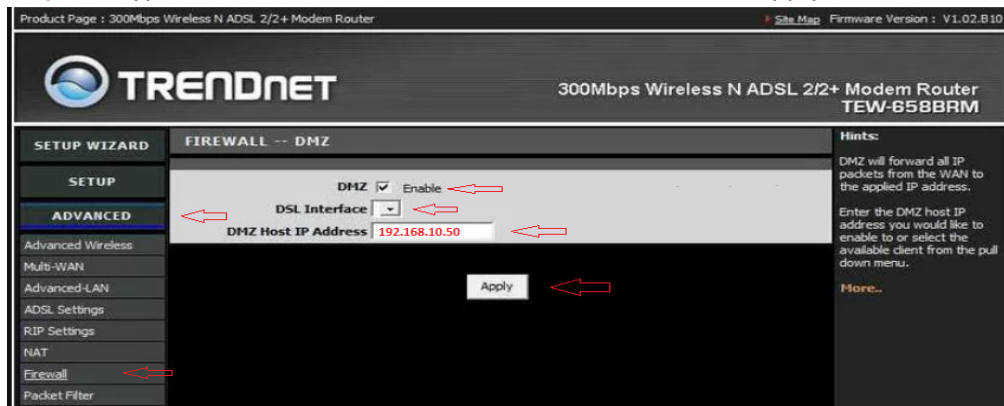 Product Page : 300Mbps Wireless N ADSL 2/2+ Modem Router
Site Map Firmware Version : V1.02.B10
TRENDnET
300Mbps Wireless N ADSL 2/2+ Modem Router
TEW-658BRM
SETUP WIZARD
SETUP
ADVANCED
Advanced Wireless
Multi-WAN
Advanced-LAN
ADSL Settings
RIP Settings
NAT
Firewall
Packet Filter
FIREWALL -- DMZ
DMZ Enable
DSL Interface
DMZ Host IP Address 192.168.10.50
Apply
Hints:
DMZ will forward all IP
packets from the WAN to
the applied IP address.
Enter the DMZ host IP
address you would like to
enable to or select the
available client from the pull
down menu.
More..